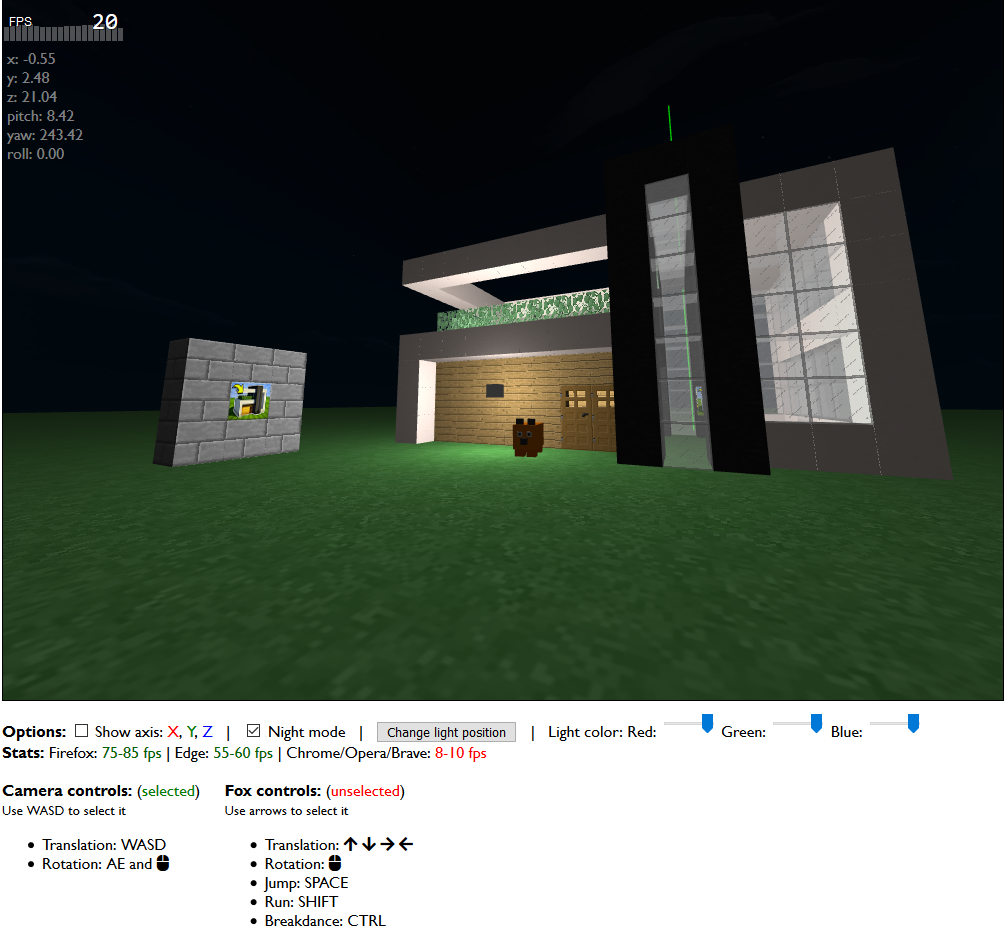 FPS 20
x: -0.55
y: 2.48
z: 21.04
pitch: 8.42
yaw: 243.42
roll: 0.00
Options: Show axis: X, Y, Z | Night mode | Change light position | Light color: Red: Green: Blue:
Stats: Firefox: 75-85 fps | Edge: 55-60 fps | Chrome/Opera/Brave: 8-10 fps
Camera controls: (selected)
Use WASD to select it
• Translation: WASD
• Rotation: AE and
Fox controls: (unselected)
Use arrows to select it
• Translation: ↑ ↓ → ←
• Rotation:
• Jump: SPACE
• Run: SHIFT
• Breakdance: CTRL